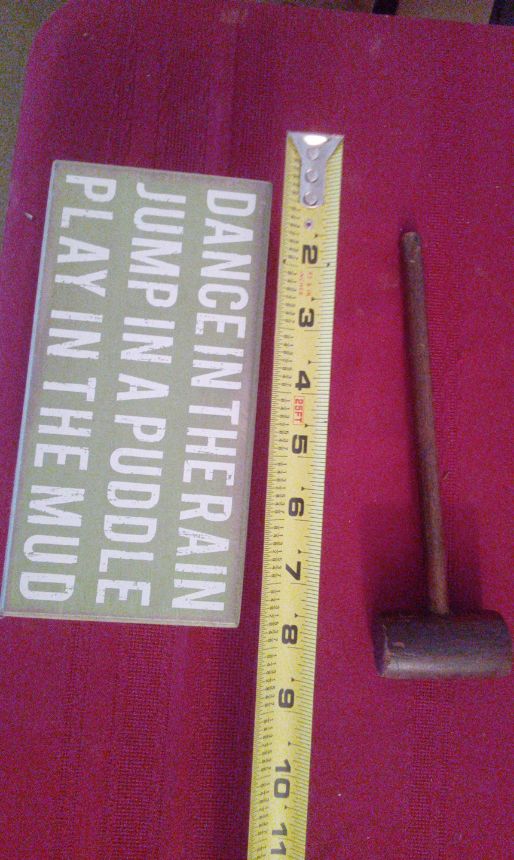 DANCE IN THE RAIN
JUMP IN A PUDDLE
PLAY IN THE MUD
2
3
4
25FT
5
6
7
8
9
10
11